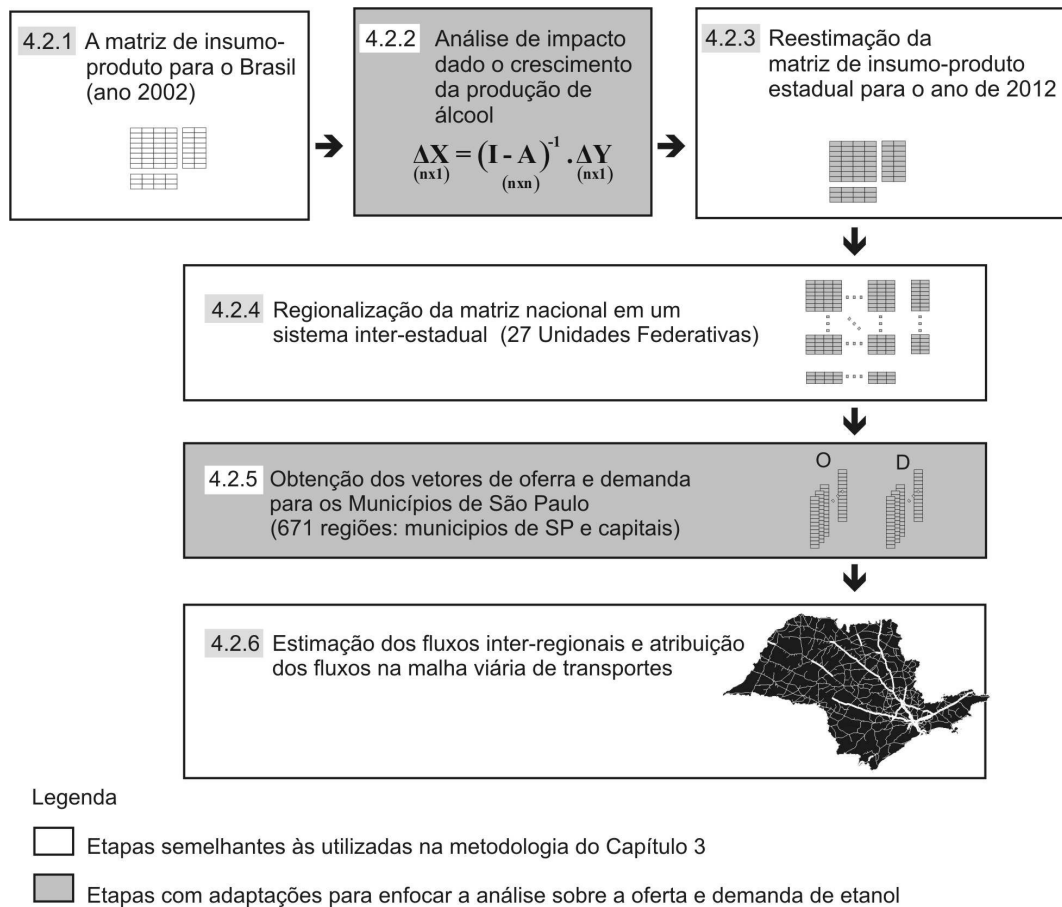 4.2.1 A matriz de insumo-
produto para o Brasil
(ano 2002)
4.2.2 Análise de impacto
dado o crescimento
da produção de
álcool
ΔX = (I - A)⁻¹ . ΔY
(nx1) (nxn) (nx1)
4.2.3 Reestimação da
matriz de insumo-produto
estadual para o ano de 2012
4.2.4 Regionalização da matriz nacional em um
sistema inter-estadual (27 Unidades Federativas)
4.2.5 Obtenção dos vetores de oferra e demanda
para os Municípios de São Paulo
(671 regiões: municipios de SP e capitais)
O D
4.2.6 Estimação dos fluxos inter-regionais e atribuição
dos fluxos na malha viária de transportes
Legenda
Etapas semelhantes às utilizadas na metodologia do Capítulo 3
Etapas com adaptações para enfocar a análise sobre a oferta e demanda de etanol